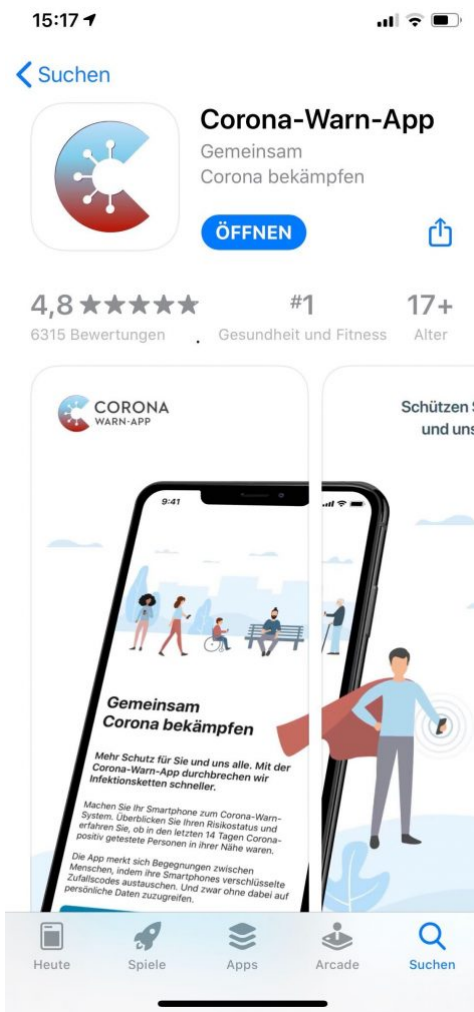 15:17
Suchen
Corona-Warn-App
Gemeinsam
Corona bekämpfen
ÖFFNEN
4,8 #1 17+
6315 Bewertungen Gesundheit und Fitness Alter
CORONA
WARN-APP
9:41
Gemeinsam
Corona bekämpfen
Mehr Schutz für Sie und uns alle. Mit der
Corona-Warn-App durchbrechen wir
Infektionsketten schneller.
Machen Sie Ihr Smartphone zum Corona-Warn-
System. Überblicken Sie Ihren Risikostatus und
erfahren Sie, ob in den letzten 14 Tagen Corona-
positiv getestete Personen in ihrer Nähe waren.
Die App merkt sich Begegnungen zwischen
Menschen, indem ihre Smartphones verschlüsselte
Zufallscodes austauschen. Und zwar ohne dabei auf
persönliche Daten zuzugreifen.
Schützen S
und uns
Heute Spiele Apps Arcade Suchen